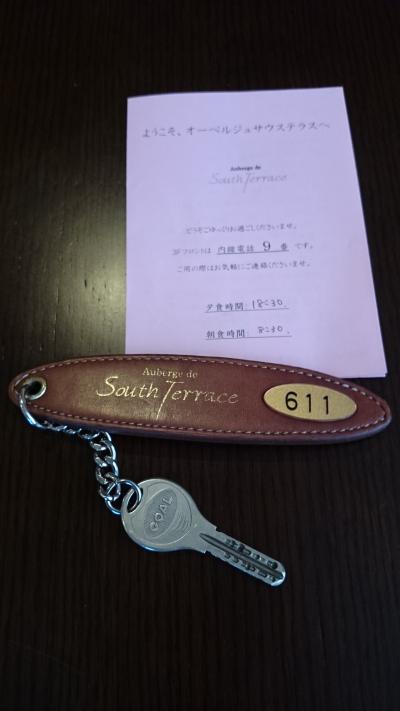 ようこそ、オーベルジュサウステラスへ
Auberge de
South Terrace
どうぞごゆっくりお過ごしくださいませ。
3Fフロントは 内線電話 9 番 です。
ご用の際はお気軽にご連絡くださいませ。
夕食時間: 18:30.
朝食時間: 8:30.
Auberge de
South Terrace
611
GOAL